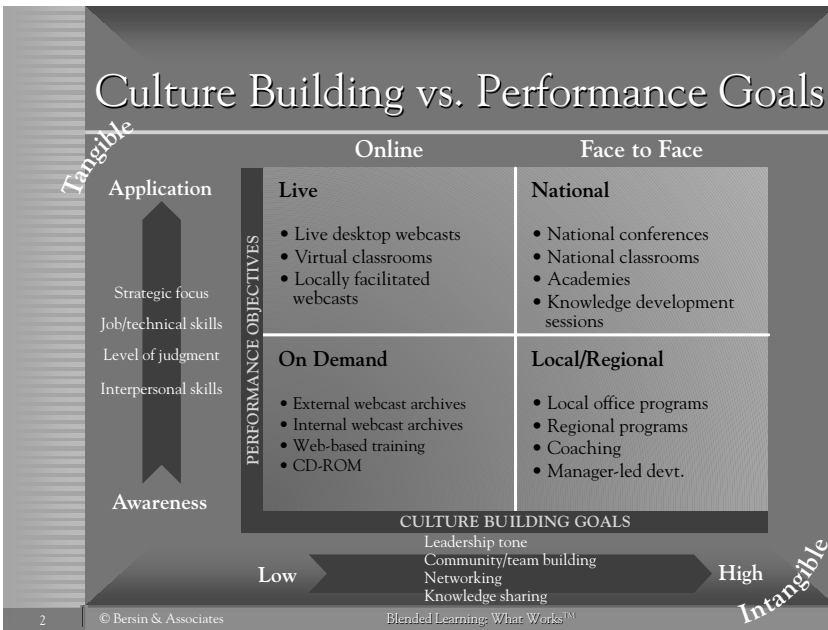 Culture Building vs. Performance Goals
Tangible
Online
Face to Face
Application
Strategic focus
Job/technical skills
Level of judgment
Interpersonal skills
Awareness
PERFORMANCE OBJECTIVES
Live
• Live desktop webcasts
• Virtual classrooms
• Locally facilitated
webcasts
National
• National conferences
• National classrooms
• Academies
• Knowledge development
sessions
On Demand
• External webcast archives
• Internal webcast archives
• Web-based training
• CD-ROM
Local/Regional
• Local office programs
• Regional programs
• Coaching
• Manager-led devt.
CULTURE BUILDING GOALS
Low
Leadership tone
Community/team building
Networking
Knowledge sharing
High
Intangible
2
© Bersin & Associates
Blended Learning: What Works™